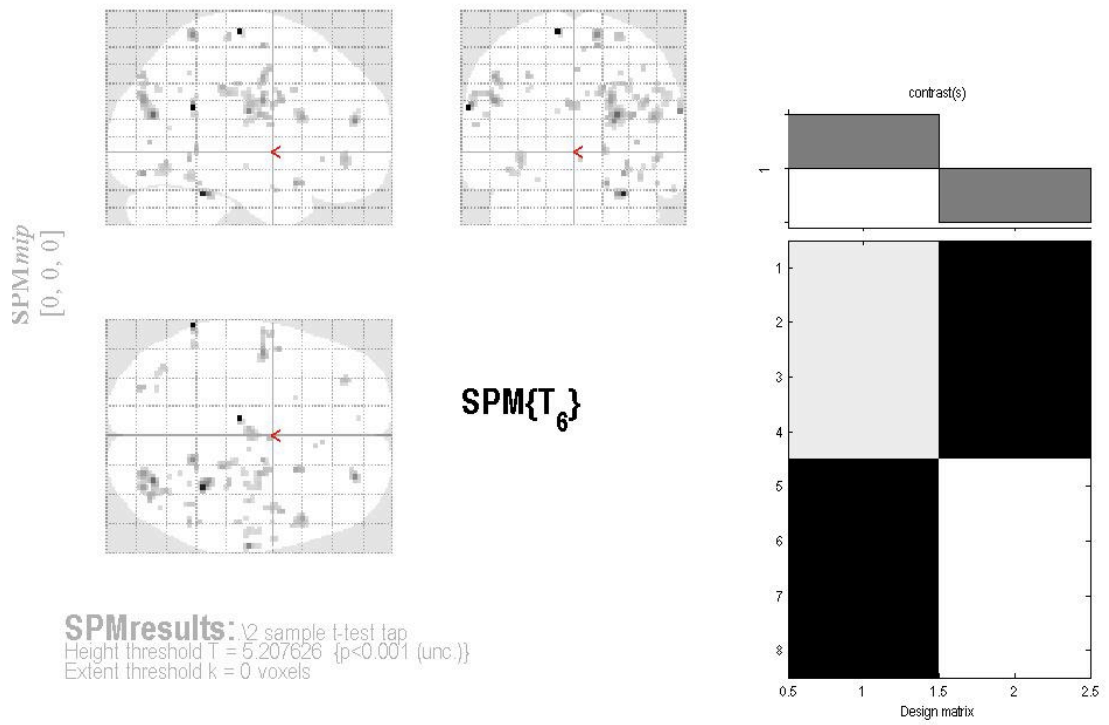 SPMmip
[0, 0, 0]
<
<
<
SPM{T6}
SPMresults: .\2 sample t-test tap
Height threshold T = 5.207626 {p<0.001 (unc.)}
Extent threshold k = 0 voxels
contrast(s)
1
1
2
3
4
5
6
7
8
0.5 1 1.5 2 2.5
Design matrix